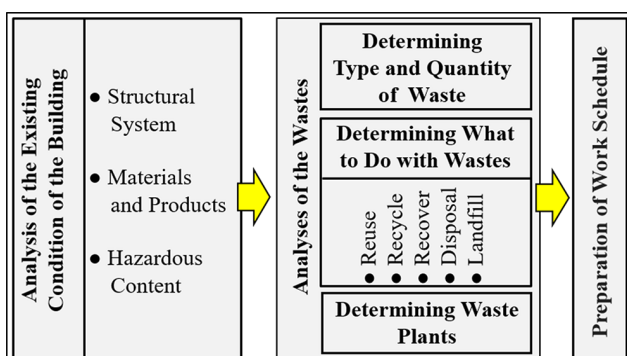 Analysis of the Existing
Condition of the Building
● Structural
System
● Materials
and Products
● Hazardous
Content
Analyses of the Wastes
Determining
Type and Quantity
of Waste
Determining What
to Do with Wastes
● Reuse
● Recycle
● Recover
● Disposal
● Landfill
Determining Waste
Plants
Preparation of Work Schedule